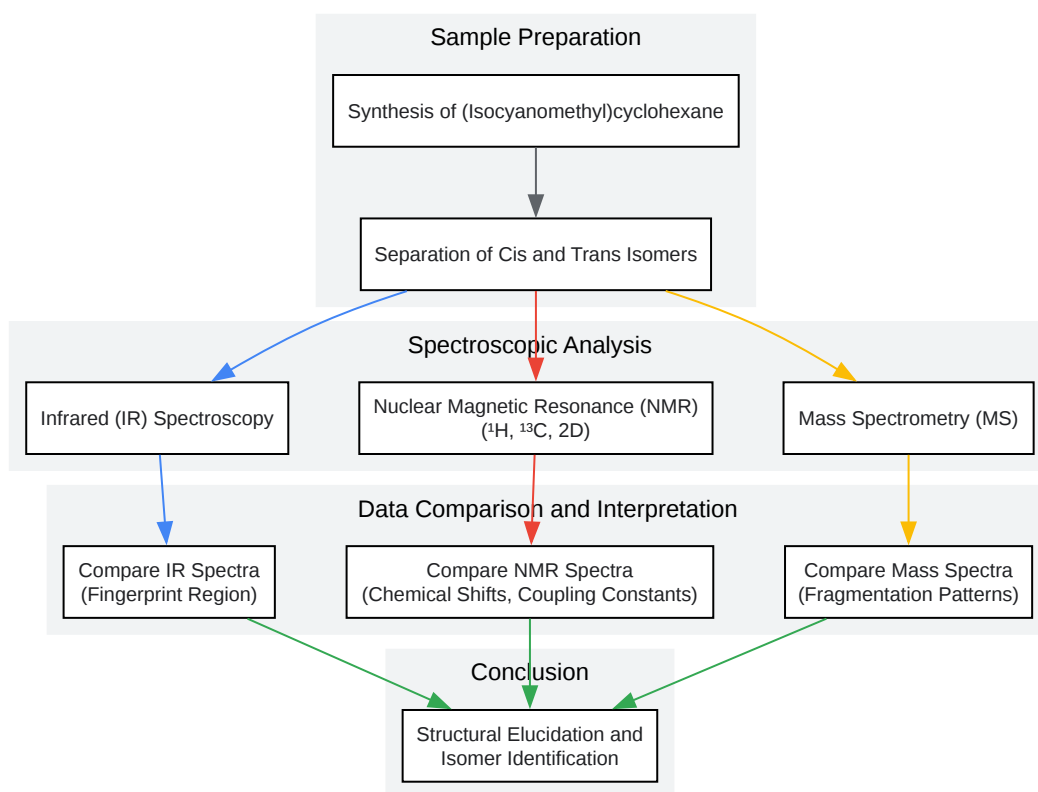 Sample Preparation
Synthesis of (Isocyanomethyl)cyclohexane
Separation of Cis and Trans Isomers
Spectroscopic Analysis
Infrared (IR) Spectroscopy
Nuclear Magnetic Resonance (NMR)
(¹H, ¹³C, 2D)
Mass Spectrometry (MS)
Data Comparison and Interpretation
Compare IR Spectra
(Fingerprint Region)
Compare NMR Spectra
(Chemical Shifts, Coupling Constants)
Compare Mass Spectra
(Fragmentation Patterns)
Conclusion
Structural Elucidation and
Isomer Identification